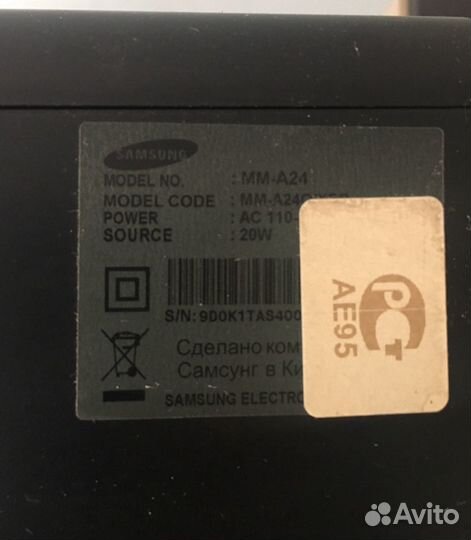 SAMSUNG
MODEL NO. : MM-A24
MODEL CODE : MM-A24
POWER : AC 110-
SOURCE : 20W
S/N: 9D0K1TAS400
Сделано ком
Самсунг в Ки
SAMSUNG ELECTRO
РСТ
AE95
Avito